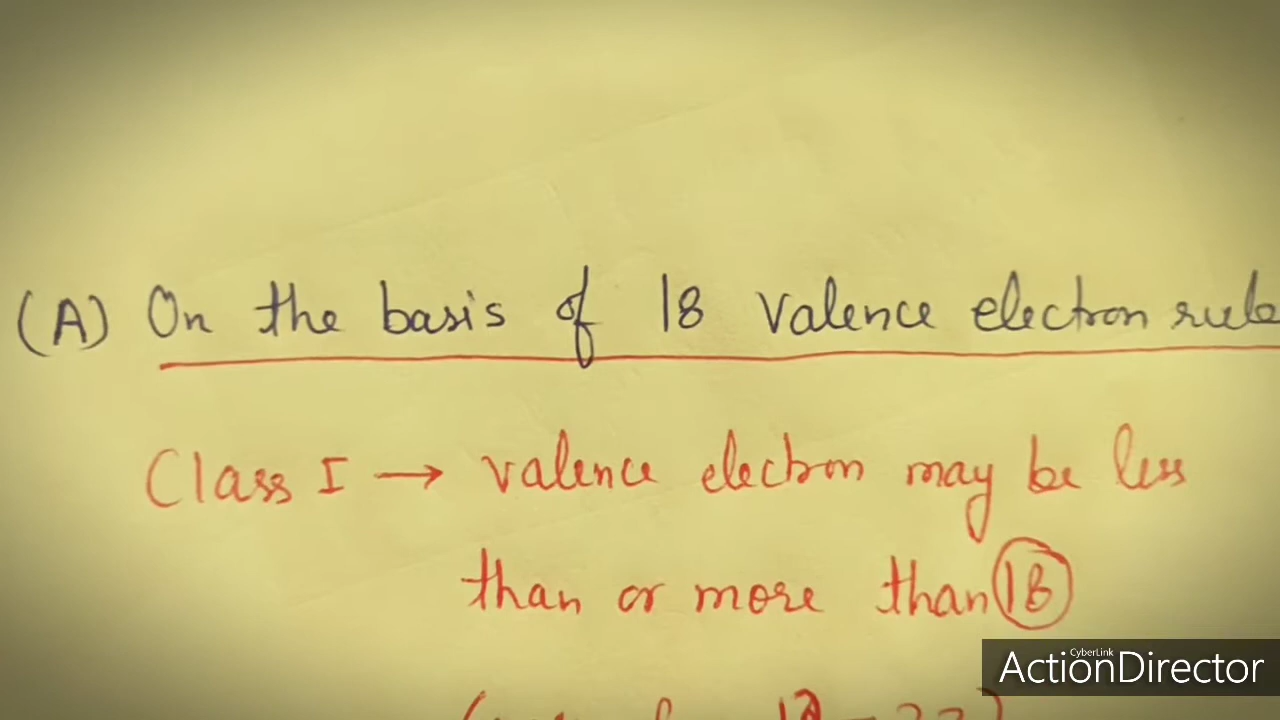 (A) On the basis of 18 valence electron rule
Class I → valence electron may be less
than or more than 18
CyberLink
ActionDirector